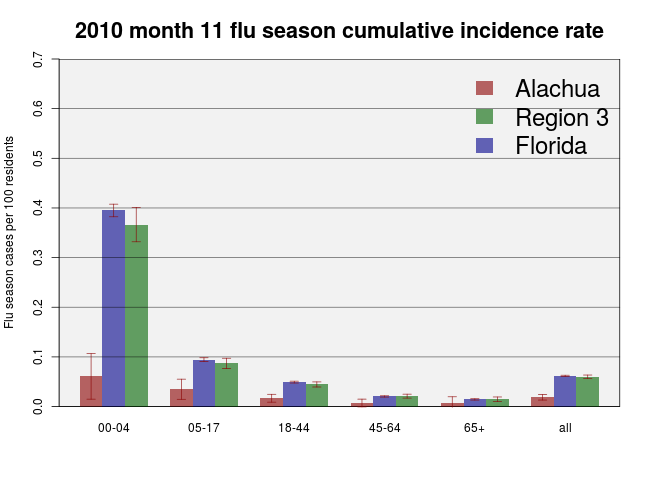 2010 month 11 flu season cumulative incidence rate
Flu season cases per 100 residents
0.7
0.6
0.5
0.4
0.3
0.2
0.1
0.0
Alachua
Region 3
Florida
00-04 05-17 18-44 45-64 65+ all